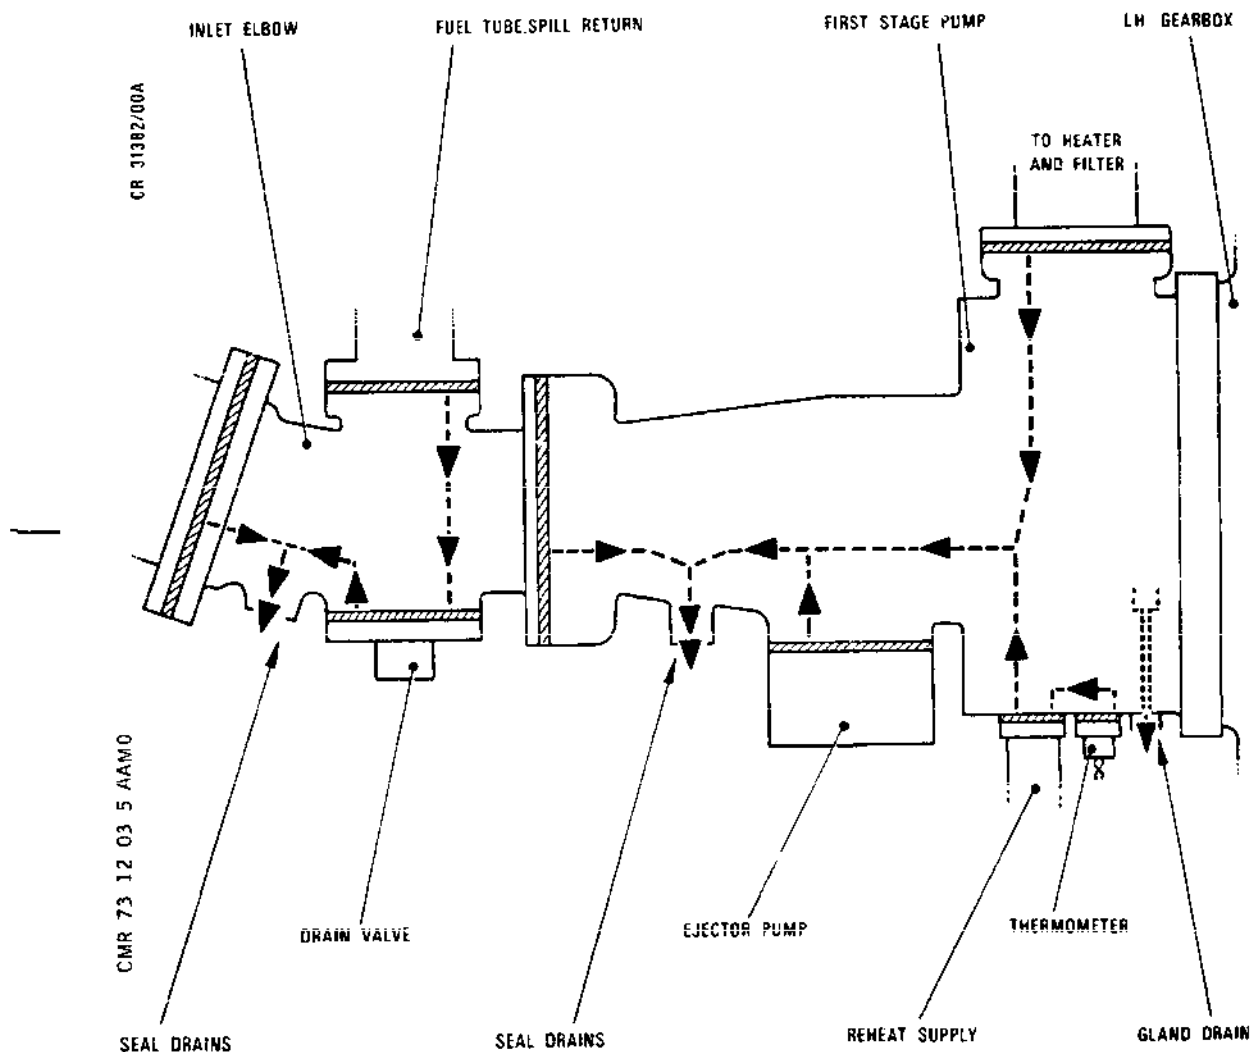 INLET ELBOW
FUEL TUBE.SPILL RETURN
FIRST STAGE PUMP
LH GEARBOX
CR 31382/00A
TO HEATER
AND FILTER
CMR 73 12 03 5 AAMO
DRAIN VALVE
EJECTOR PUMP
THERMOMETER
SEAL DRAINS
SEAL DRAINS
REHEAT SUPPLY
GLAND DRAIN